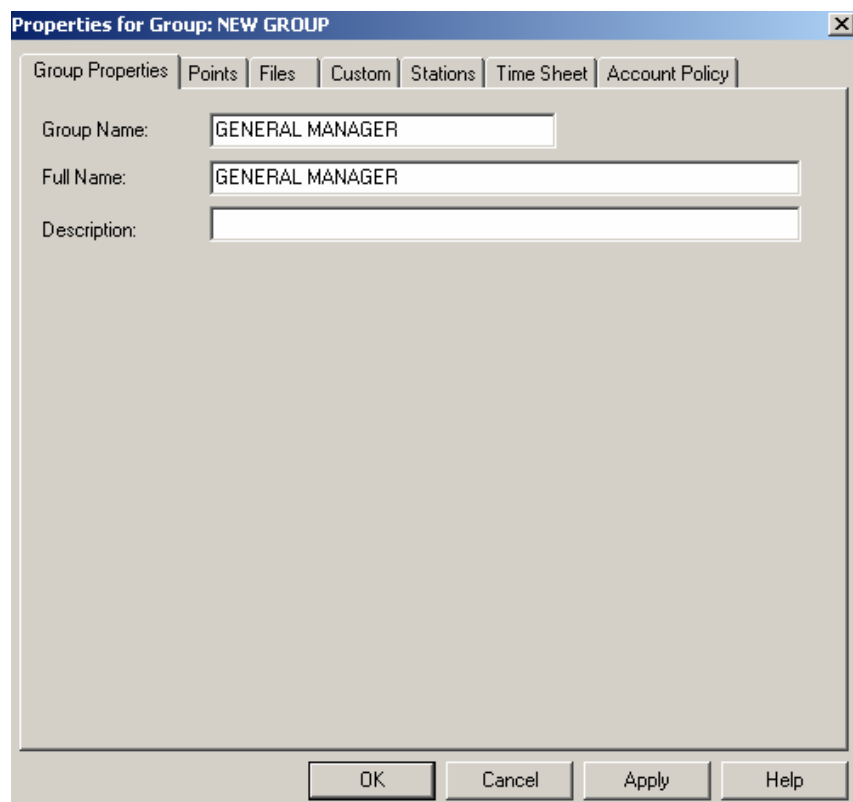 Properties for Group: NEW GROUP
Group Properties Points Files Custom Stations Time Sheet Account Policy
Group Name: GENERAL MANAGER
Full Name: GENERAL MANAGER
Description:
OK Cancel Apply Help